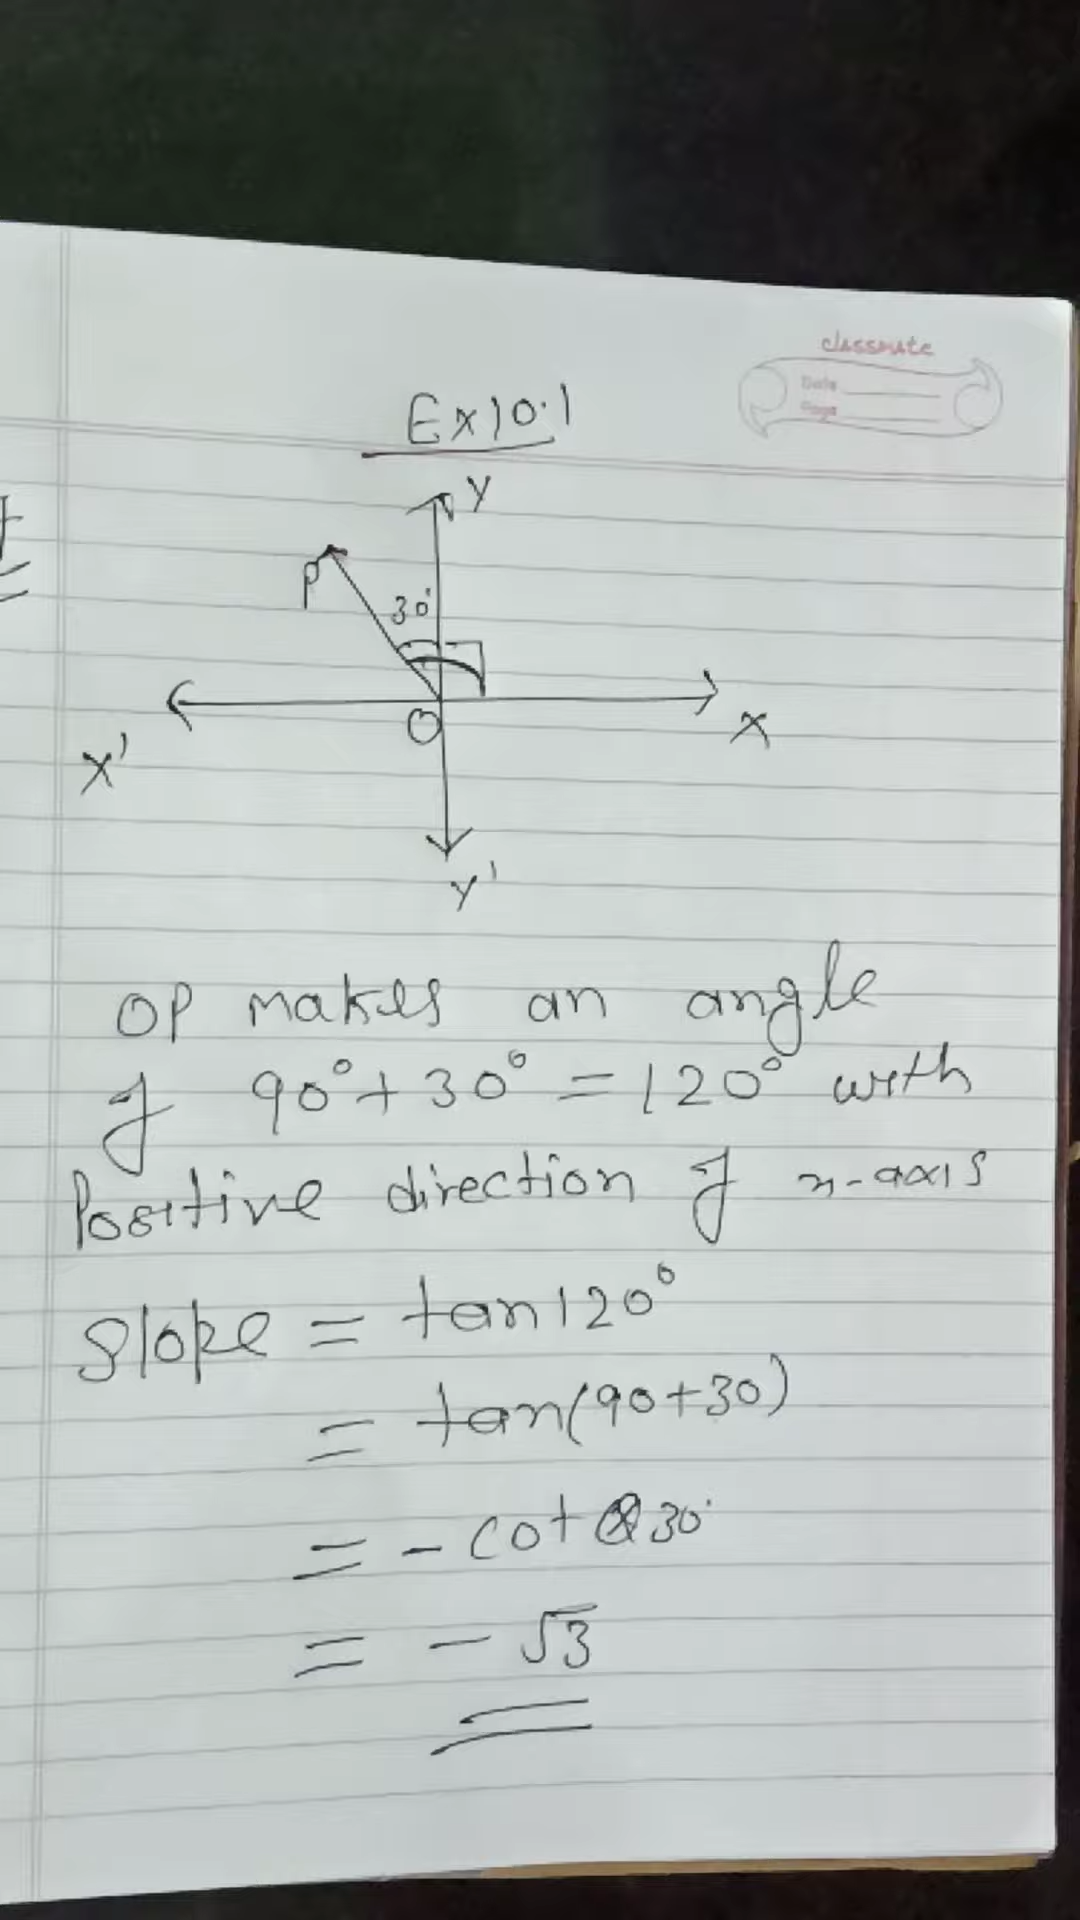 classmate
Date
Page
Ex 10.1
Y
P
30°
O
X
X'
Y'
OP makes an angle
of 90° + 30° = 120° with
Positive direction of x-axis
Slope = tan 120°
= tan(90+30)
= - cot 30°
= - √3